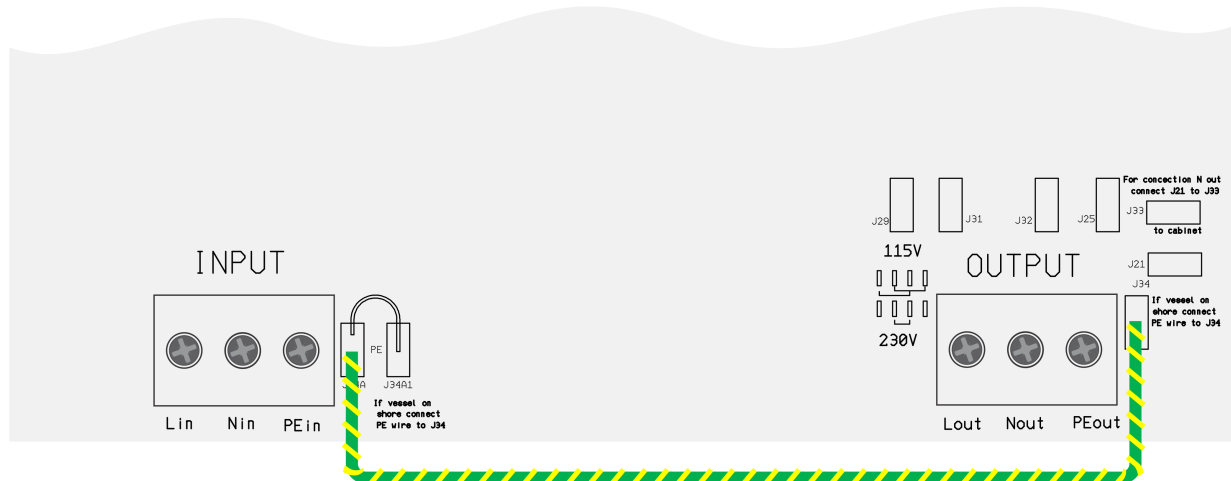 For concection N out
connect J21 to J33
J29
J31
J32
J25
J33
to cabinet
115V
INPUT
OUTPUT
J21
J34
If vessel on
shore connect
PE wire to J34
230V
PE
J34A1
If vessel on
shore connect
PE wire to J34
Lin
Nin
PEin
Lout
Nout
PEout